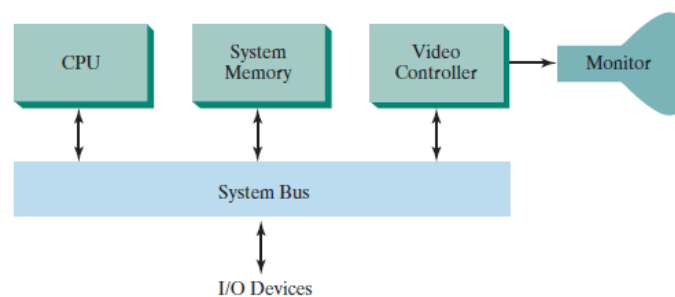 CPU
System
Memory
Video
Controller
Monitor
System Bus
I/O Devices